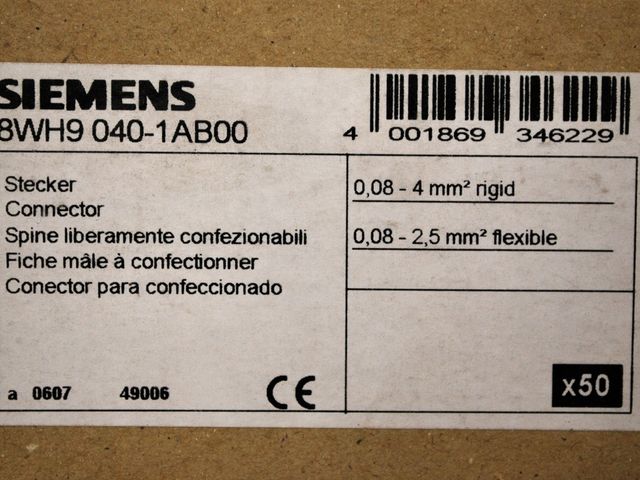 SIEMENS
8WH9 040-1AB00
4 001869 346229
Stecker
Connector
Spine liberamente confezionabili
Fiche mâle à confectionner
Conector para confeccionado
0,08 - 4 mm² rigid
0,08 - 2,5 mm² flexible
a 0607 49006
CE
x50